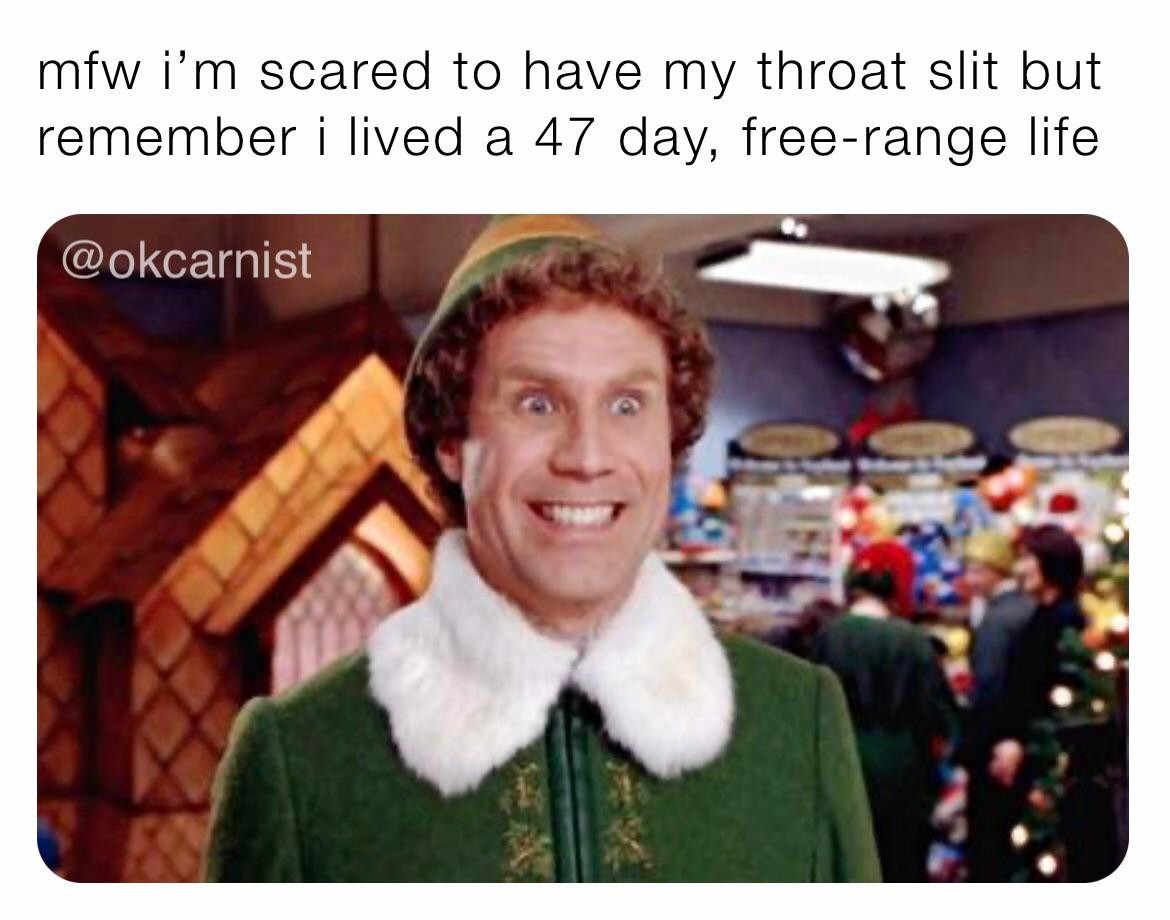 mfw i’m scared to have my throat slit but
remember i lived a 47 day, free-range life
@okcarnist